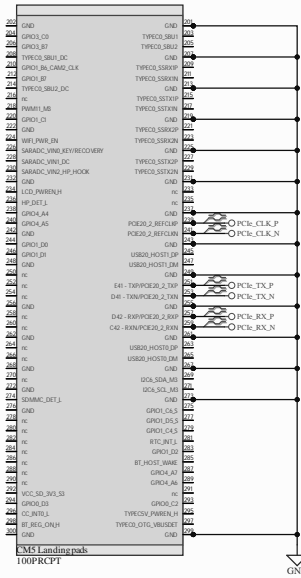 202 GND GND 201
204 GPIO3_C0 TYPEC0_SBU1 203
206 GPIO3_B7 TYPEC0_SBU2 205
208 TYPEC0_SBU1_DC GND 207
210 GPIO1_B6_CAM2_CLK TYPEC0_SSRX1P 209
212 GPIO1_B7 TYPEC0_SSRX1N 211
214 TYPEC0_SBU2_DC GND 213
216 nc TYPEC0_SSTX1P 215
218 PWM11_M3 TYPEC0_SSTX1N 217
220 GPIO1_C1 GND 219
222 GND TYPEC0_SSRX2P 221
224 WIFI_PWR_EN TYPEC0_SSRX2N 223
226 SARADC_VIN0_KEY/RECOVERY GND 225
228 SARADC_VIN1_DC TYPEC0_SSTX2P 227
230 SARADC_VIN2_HP_HOOK TYPEC0_SSTX2N 229
232 GND GND 231
234 LCD_PWREN_H nc 233
236 HP_DET_L nc 235
238 GPIO4_A4 GND 237
240 GPIO4_A5 PCIE20_2_REFCLKP 239 PCIe_CLK_P
242 GND PCIE20_2_REFCLKN 241 PCIe_CLK_N
244 GPIO1_D0 GND 243
246 GPIO1_D1 USB20_HOST1_DP 245
248 GND USB20_HOST1_DM 247
250 nc GND 249
252 nc E41 - TXP/PCIE20_2_TXP 251 PCIe_TX_P
254 nc D41 - TXN/PCIE20_2_TXN 253 PCIe_TX_N
256 GND GND 255
258 nc D42 - RXP/PCIE20_2_RXP 257 PCIe_RX_P
260 nc C42 - RXN/PCIE20_2_RXN 259 PCIe_RX_N
262 GND GND 261
264 nc USB20_HOST0_DP 263
266 nc USB20_HOST0_DM 265
268 GND GND 267
270 nc I2C6_SDA_M3 269
272 nc I2C6_SCL_M3 271
274 SDMMC_DET_L GND 273
276 GND GPIO1_C6_S 275
278 nc GPIO1_D5_S 277
280 nc GPIO1_C4_S 279
282 nc RTC_INT_L 281
284 nc GPIO1_D2 283
286 nc BT_HOST_WAKE 285
288 nc GPIO4_A7 287
290 nc GPIO4_A6 289
292 VCC_SD_3V3_S3 nc 291
294 GPIO0_D3 GPIO0_C2 293
296 CC_INT0_L TYPEC5V_PWREN_H 295
298 BT_REG_ON_H TYPEC0_OTG_VBUSDET 297
300 GND GND 299
CM5 Landingpads
100PRCPT
GN